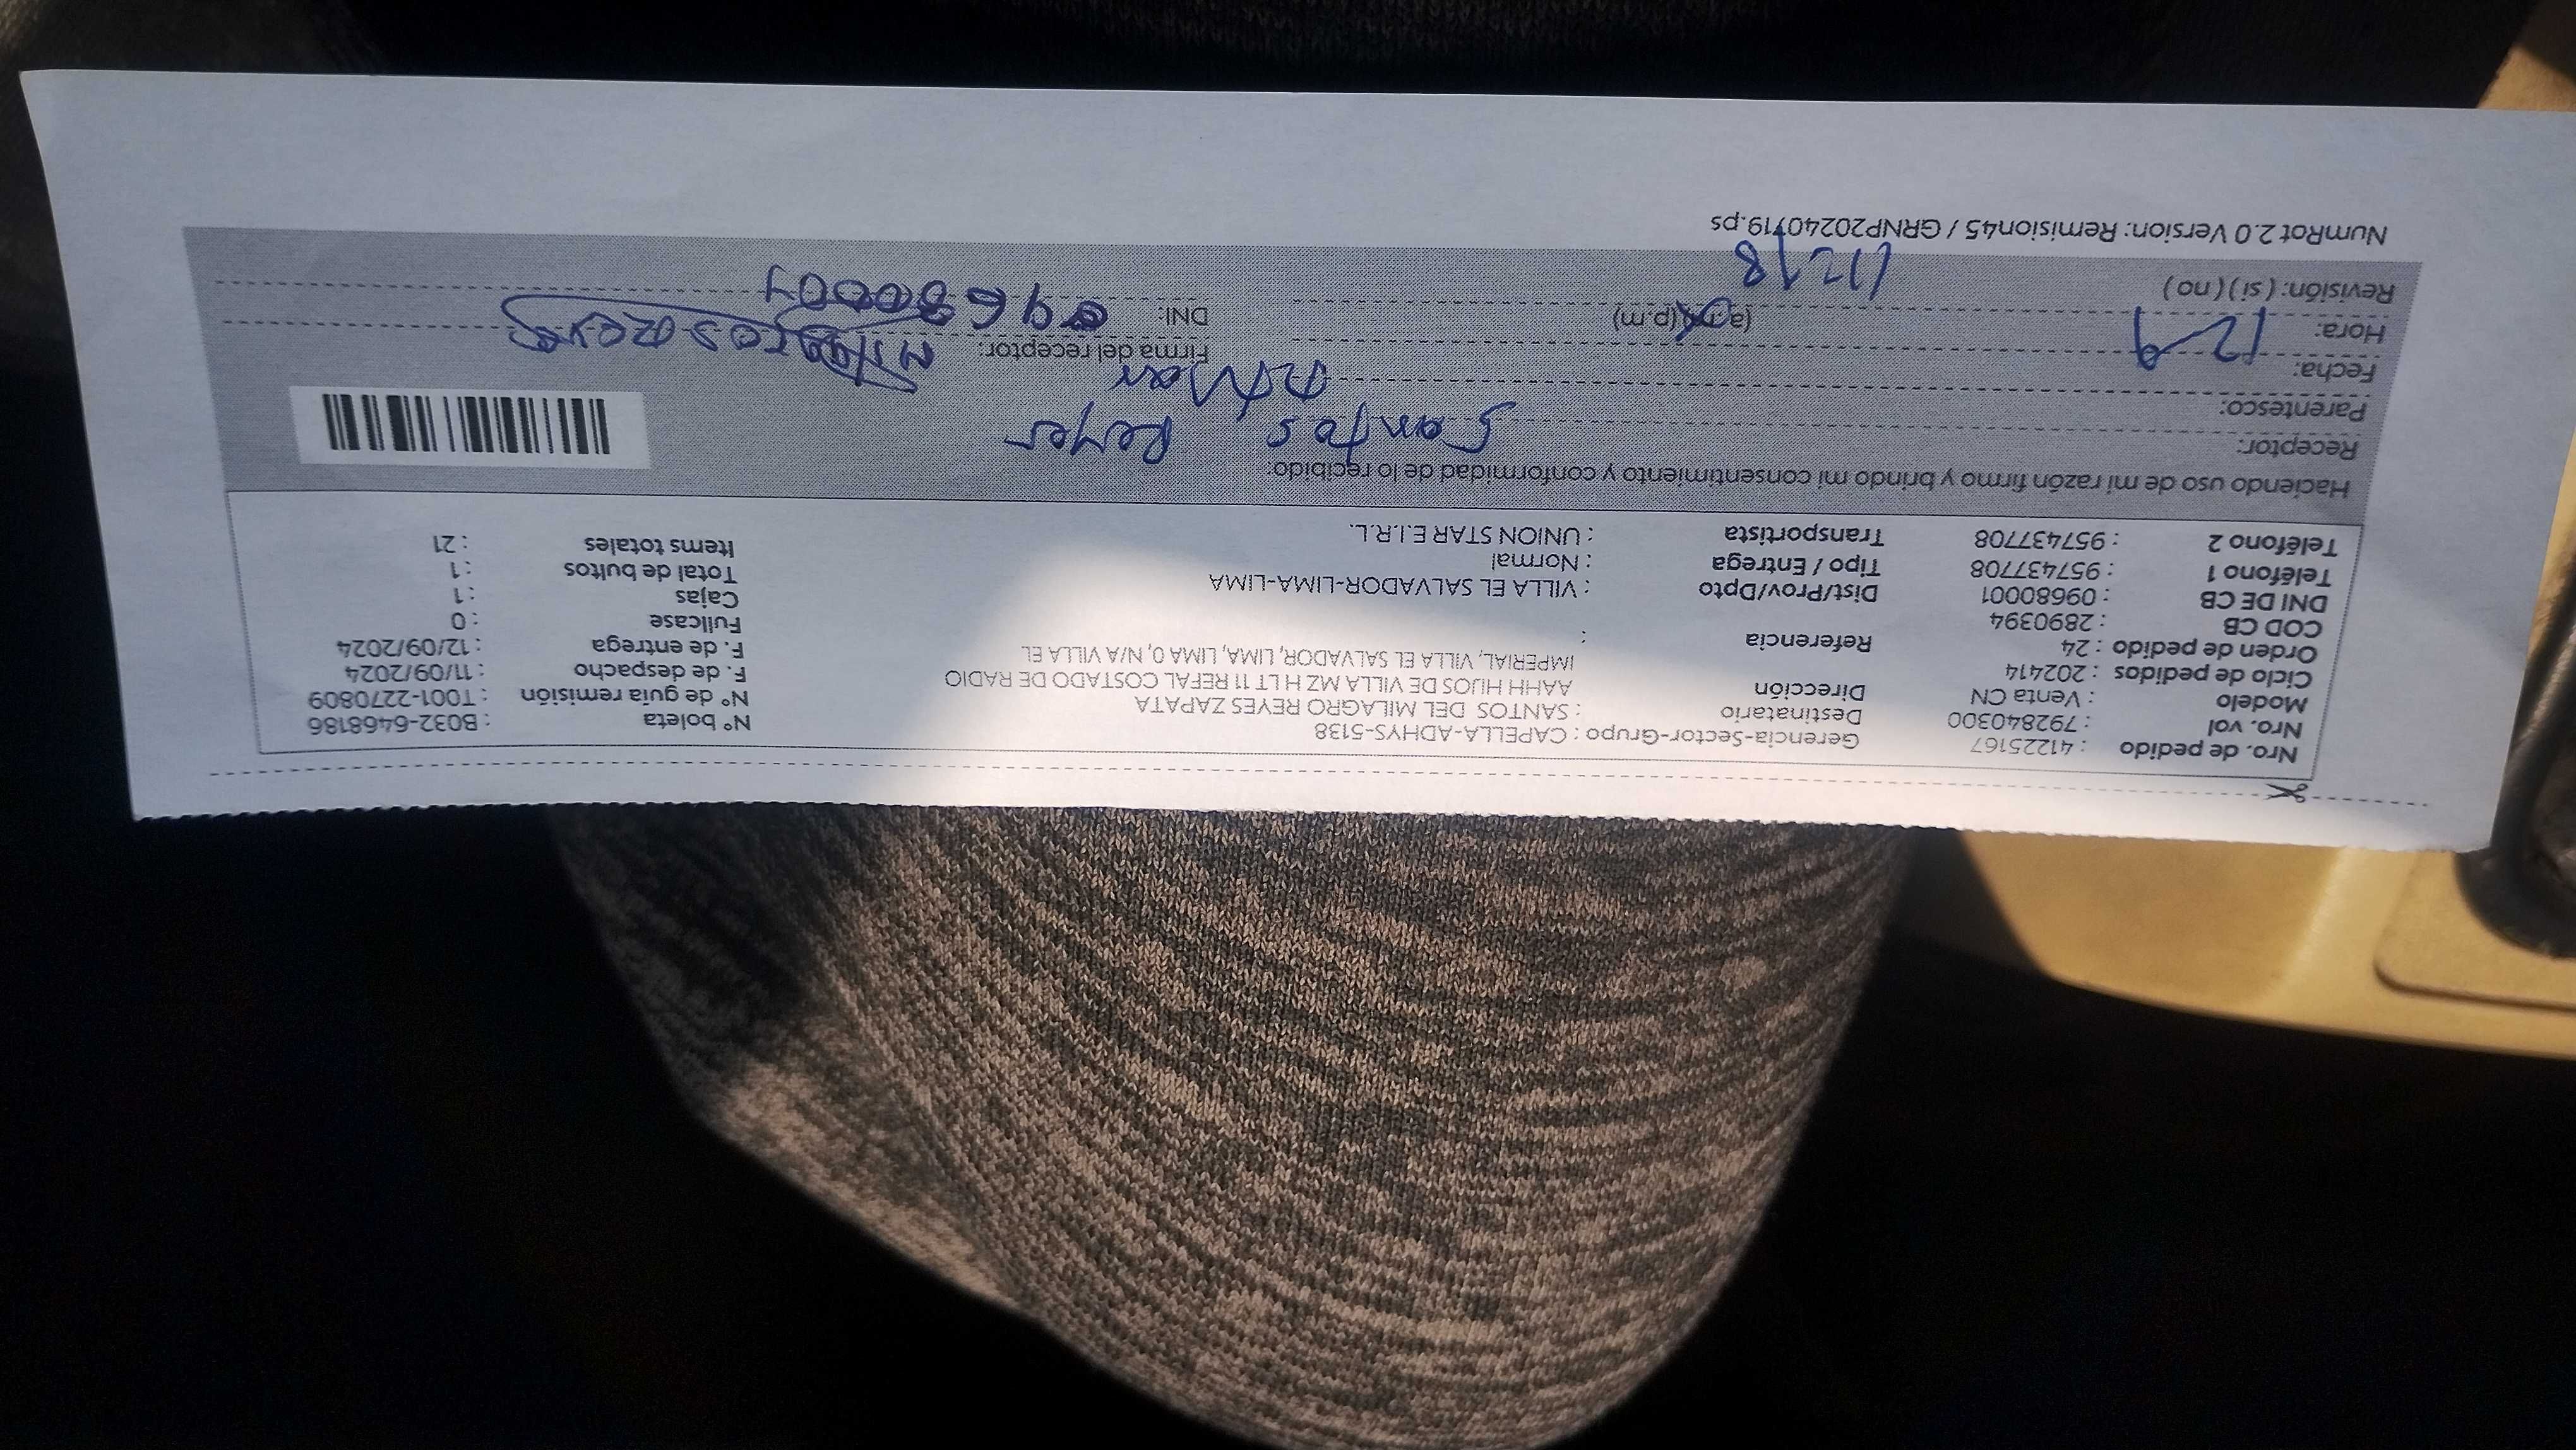 Nro. de pedido : 41225167 Gerencia-Sector-Grupo : CAPELLA-ADHYS-5138 N° boleta : B032-6468186
Nro. vol : 792840300 Destinatario : SANTOS DEL MILAGRO REYES ZAPATA N° de guía remisión : T001-2270809
Modelo : Venta CN Dirección AAHH HIJOS DE VILLA MZ H LT 11 REFAL COSTADO DE RADIO F. de despacho : 11/09/2024
Ciclo de pedidos : 202414 IMPERIAL, VILLA EL SALVADOR, LIMA, LIMA 0, N/A VILLA EL F. de entrega : 12/09/2024
Orden de pedido : 24 Referencia : Fullcase : 0
COD CB : 2890394 Cajas : 1
DNI DE CB : 09680001 Dist/Prov/Dpto : VILLA EL SALVADOR-LIMA-LIMA Total de bultos : 1
Teléfono 1 : 957437708 Tipo / Entrega : Normal Items totales : 21
Teléfono 2 : 957437708 Transportista : UNION STAR E.I.R.L.
Haciendo uso de mi razón firmo y brindo mi consentimiento y conformidad de lo recibido:
Receptor: Santos Reyes
Parentesco:
Fecha: 12-9 Firma del receptor:
Hora: 12 18 (a.m)(p.m) DNI:
Revisión: ( si ) ( no )
NumRot 2.0 Version: Remision45 / GRNP20240719.ps